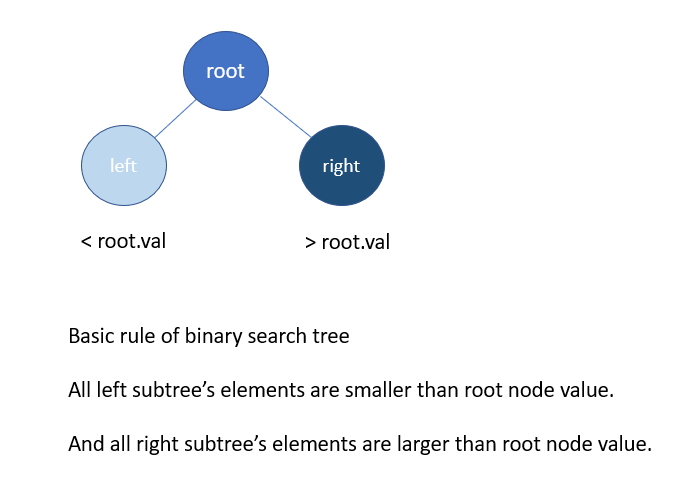 root
left
right
< root.val
> root.val
Basic rule of binary search tree
All left subtree’s elements are smaller than root node value.
And all right subtree’s elements are larger than root node value.